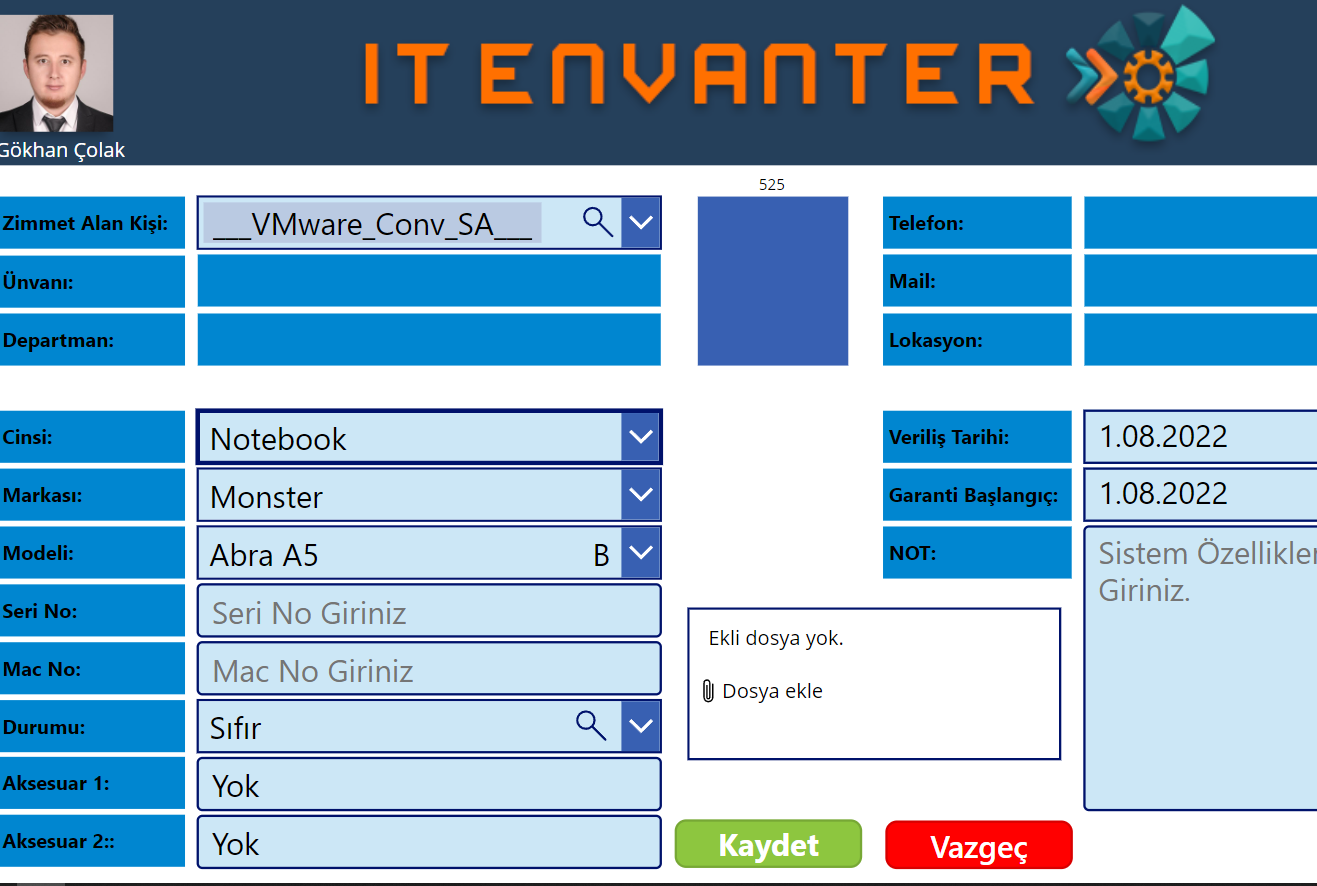 IT ENVANTER
Gökhan Çolak
525
Zimmet Alan Kişi:
___VMware_Conv_SA___
Telefon:
Ünvanı:
Mail:
Departman:
Lokasyon:
Cinsi:
Notebook
Veriliş Tarihi:
1.08.2022
Markası:
Monster
Garanti Başlangıç:
1.08.2022
Modeli:
Abra A5 B
NOT:
Sistem Özellikler
Giriniz.
Seri No:
Seri No Giriniz
Ekli dosya yok.
Mac No:
Mac No Giriniz
Dosya ekle
Durumu:
Sıfır
Aksesuar 1:
Yok
Aksesuar 2::
Yok
Kaydet
Vazgeç